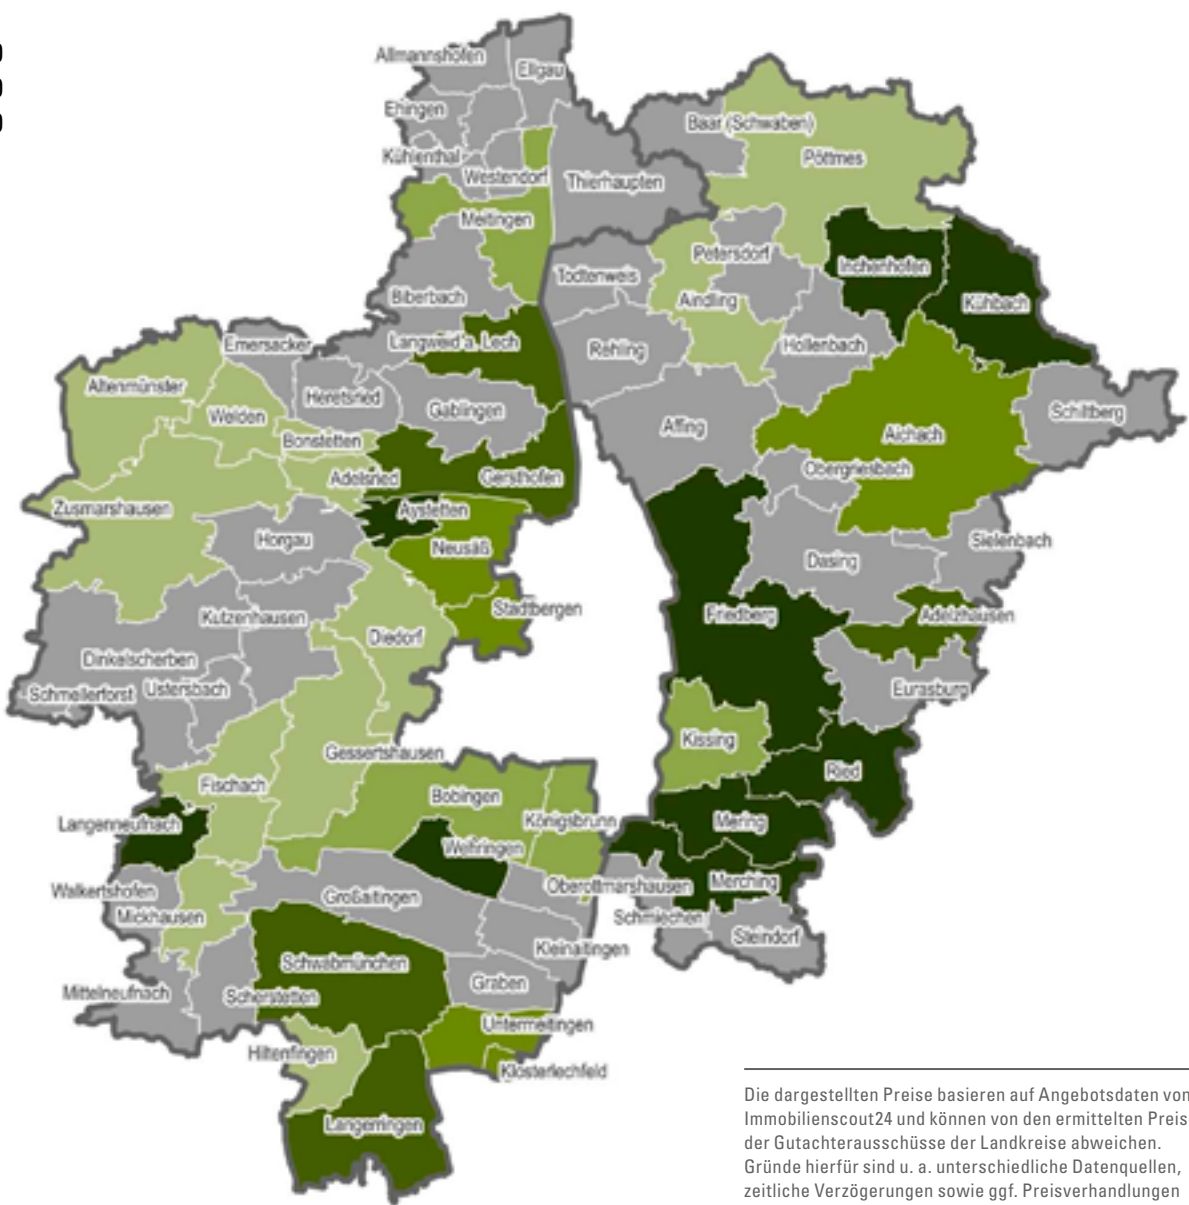 Allmannshofen
Ellgau
Ehingen
Baar (Schwaben)
Kühlenthal
Pöttmes
Westendorf
Thierhaupten
Meitingen
Petersdorf
Inchenhofen
Todtenweis
Biberbach
Aindling
Kühbach
Emersacker
Langweid a. Lech
Rehling
Hollenbach
Altenmünster
Heretsried
Welden
Gablingen
Schiltberg
Affing
Aichach
Bonstetten
Obergriesbach
Adelsried
Gersthofen
Zusmarshausen
Aystetten
Horgau
Neusäß
Sielenbach
Dasing
Stadtbergen
Kutzenhausen
Friedberg
Adelzhausen
Diedorf
Dinkelscherben
Schmellerforst
Ustersbach
Eurasburg
Kissing
Gessertshausen
Ried
Fischach
Bobingen
Langenneufnach
Königsbrunn
Mering
Wehringen
Walkertshofen
Oberottmarshausen
Merching
Großaitingen
Mickhausen
Schmiechen
Steindorf
Kleinaitingen
Schwabmünchen
Graben
Mittelneufnach
Scherstetten
Untermeitingen
Hiltenfingen
Klosterlechfeld
Langerringen
Die dargestellten Preise basieren auf Angebotsdaten von
Immobilienscout24 und können von den ermittelten Preis
der Gutachterausschüsse der Landkreise abweichen.
Gründe hierfür sind u. a. unterschiedliche Datenquellen,
zeitliche Verzögerungen sowie ggf. Preisverhandlungen